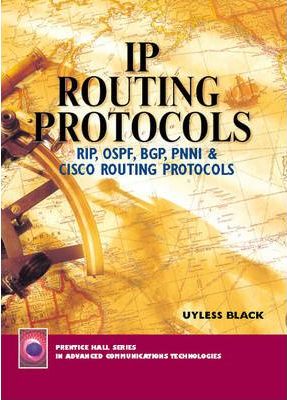 IP
ROUTING
PROTOCOLS
RIP, OSPF, BGP, PNNI &
CISCO ROUTING PROTOCOLS
UYLESS BLACK
PRENTICE HALL SERIES
IN ADVANCED COMMUNICATIONS TECHNOLOGIES